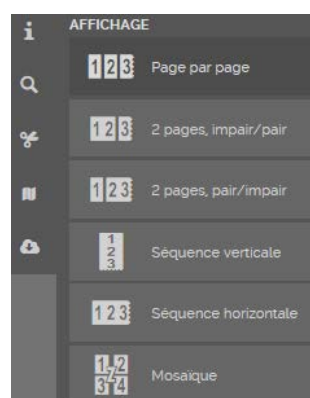 AFFICHAGE
123 Page par page
123 2 pages, impair/pair
123 2 pages, pair/impair
1
2
3
Séquence verticale
123 Séquence horizontale
1 2
3 4
Mosaïque